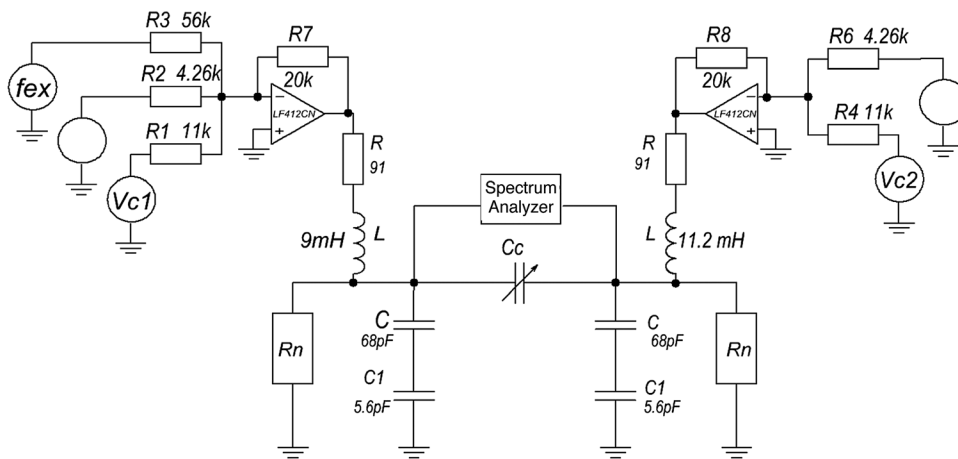 R3 56k
fex
R2 4.26k
R1 11k
Vc1
R7
20k
LF412CN
R
91
9mH
L
R8
20k
LF412CN
R6 4.26k
R4 11k
Vc2
R
91
L
11.2 mH
Spectrum
Analyzer
Cc
Rn
C
68pF
C1
5.6pF
C
68pF
C1
5.6pF
Rn